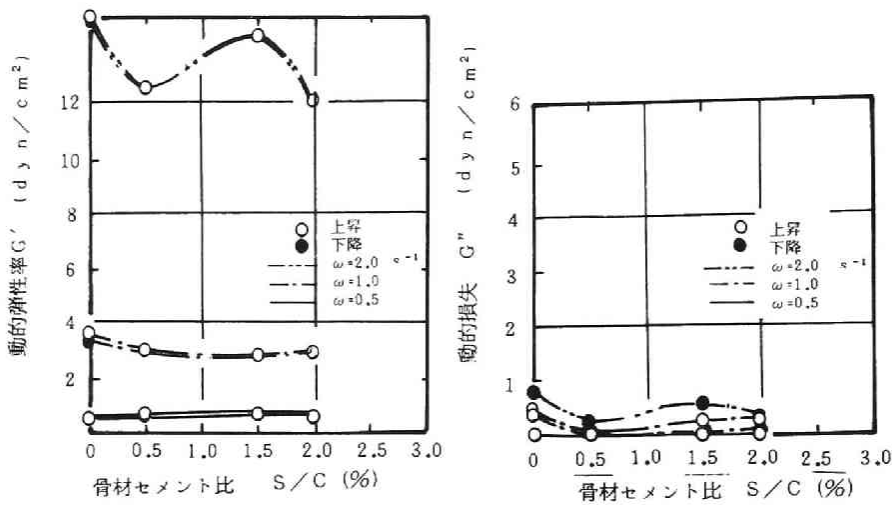 動的弾性率G′ (dyn/cm²)
12
10
8
6
4
2
○ 上昇
● 下降
ω=2.0 s⁻¹
ω=1.0
ω=0.5
0 0.5 1.0 1.5 2.0 3.0
骨材セメント比 S/C (%)
動的損失 G″ (dyn/cm²)
6
5
4
3
2
1
○ 上昇
● 下降
ω=2.0 s⁻¹
ω=1.0
ω=0.5
0 0.5 1.0 1.5 2.0 3.0
骨材セメント比 S/C (%)